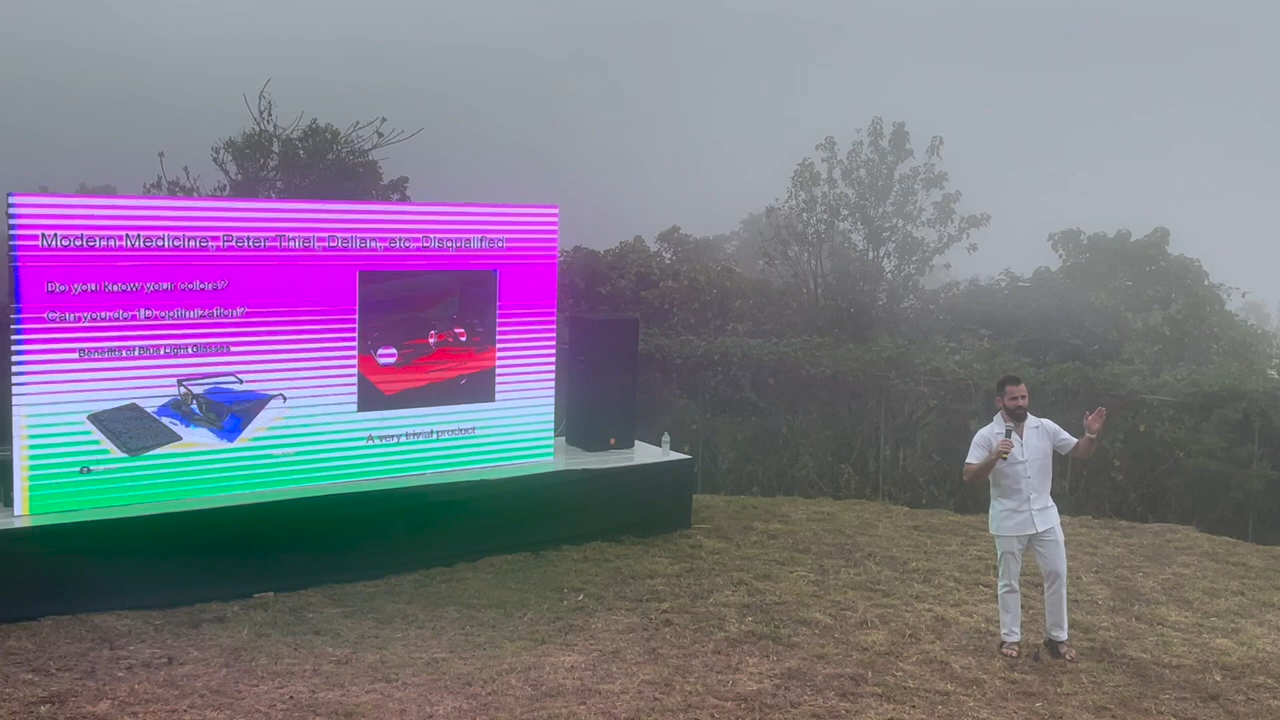 Modern Medicine, Peter Thiel, Delian, etc. Disqualified
Do you know your colors?
Can you do 1D optimization?
Benefits of Blue Light Glasses
A very trivial product